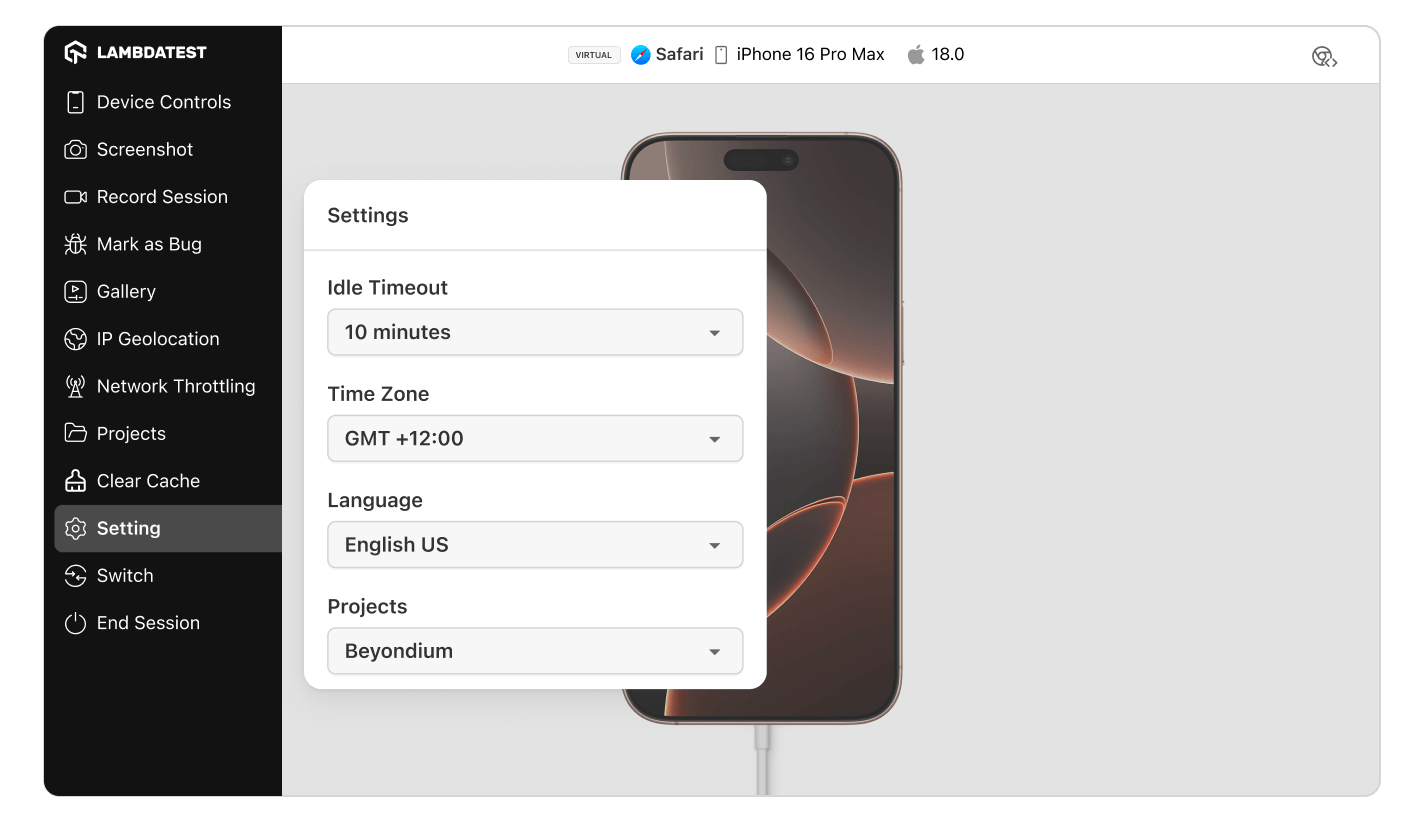 LAMBDATEST
VIRTUAL Safari iPhone 16 Pro Max 18.0
Device Controls
Screenshot
Record Session
Mark as Bug
Gallery
IP Geolocation
Network Throttling
Projects
Clear Cache
Setting
Switch
End Session
Settings
Idle Timeout
10 minutes
Time Zone
GMT +12:00
Language
English US
Projects
Beyondium